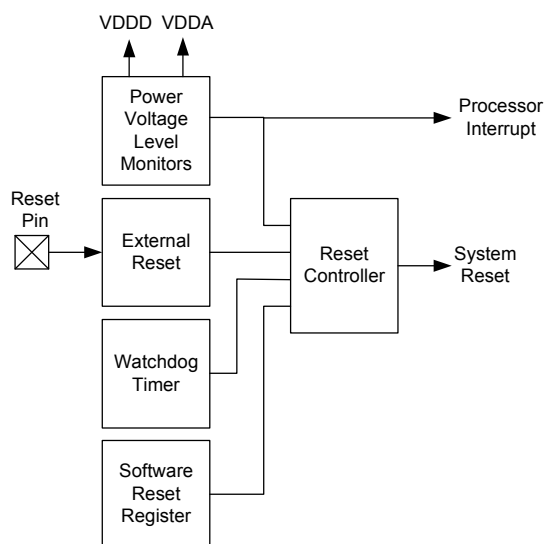 VDDD VDDA
Power
Voltage
Level
Monitors
Processor
Interrupt
Reset
Pin
External
Reset
Reset
Controller
System
Reset
Watchdog
Timer
Software
Reset
Register